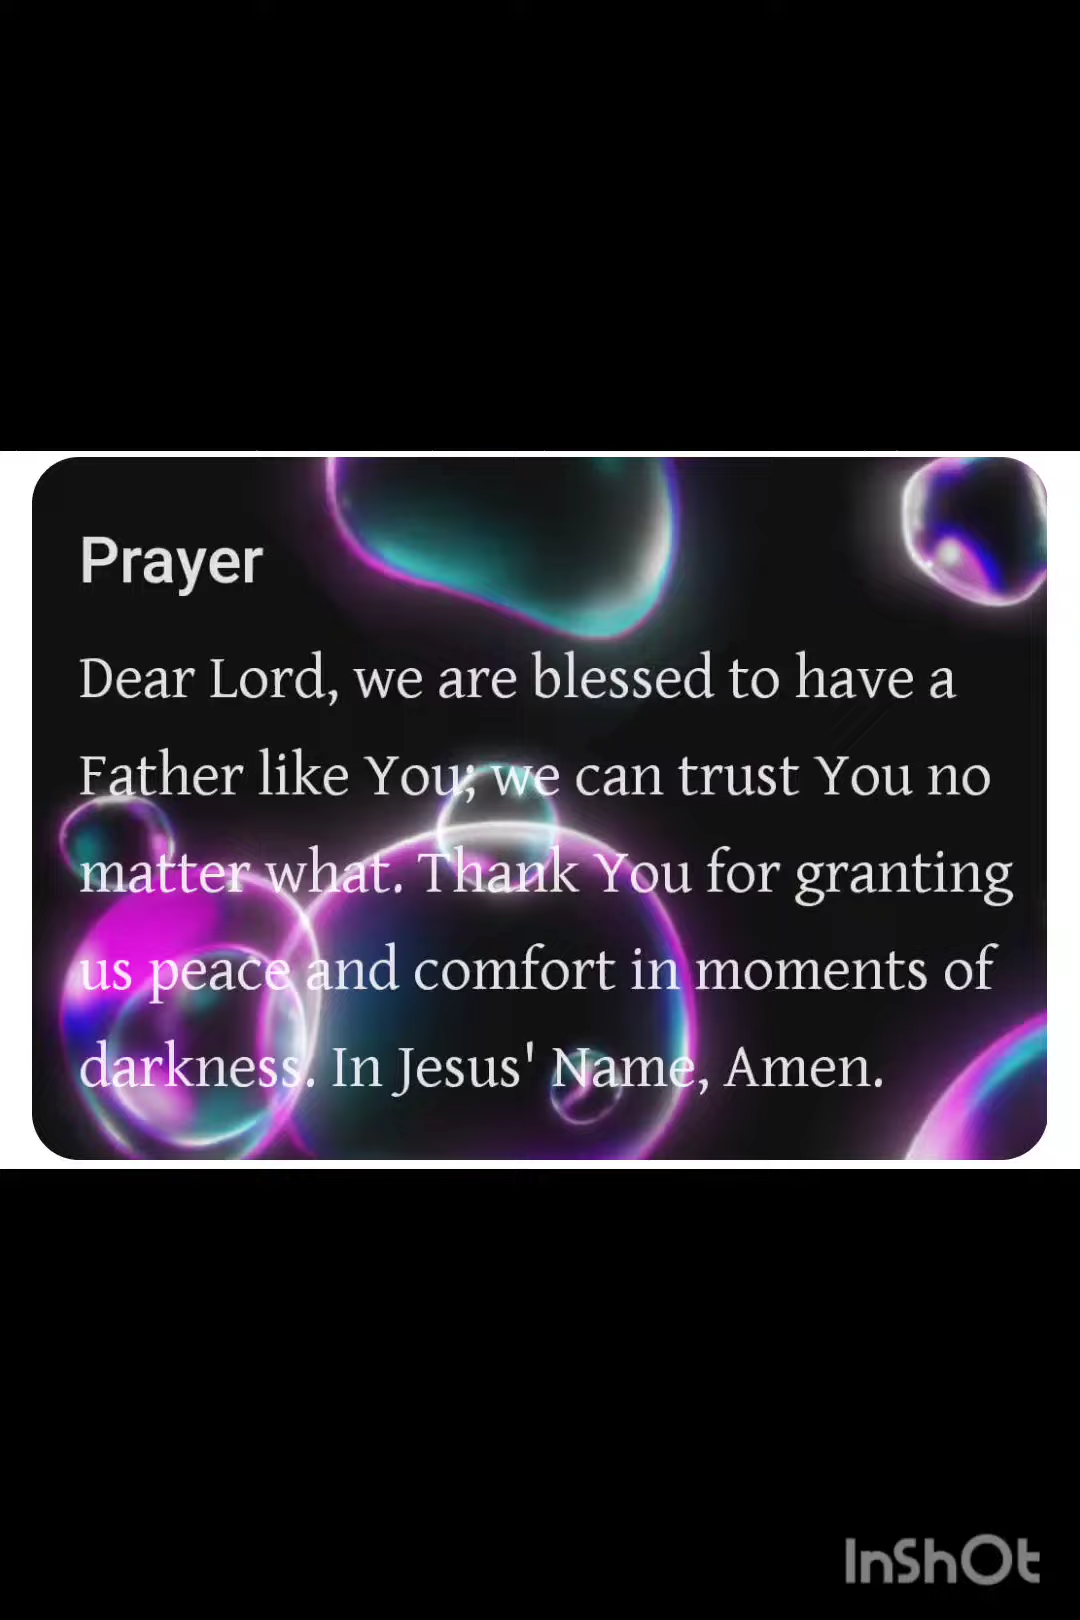 Prayer
Dear Lord, we are blessed to have a
Father like You; we can trust You no
matter what. Thank You for granting
us peace and comfort in moments of
darkness. In Jesus' Name, Amen.
InShOt